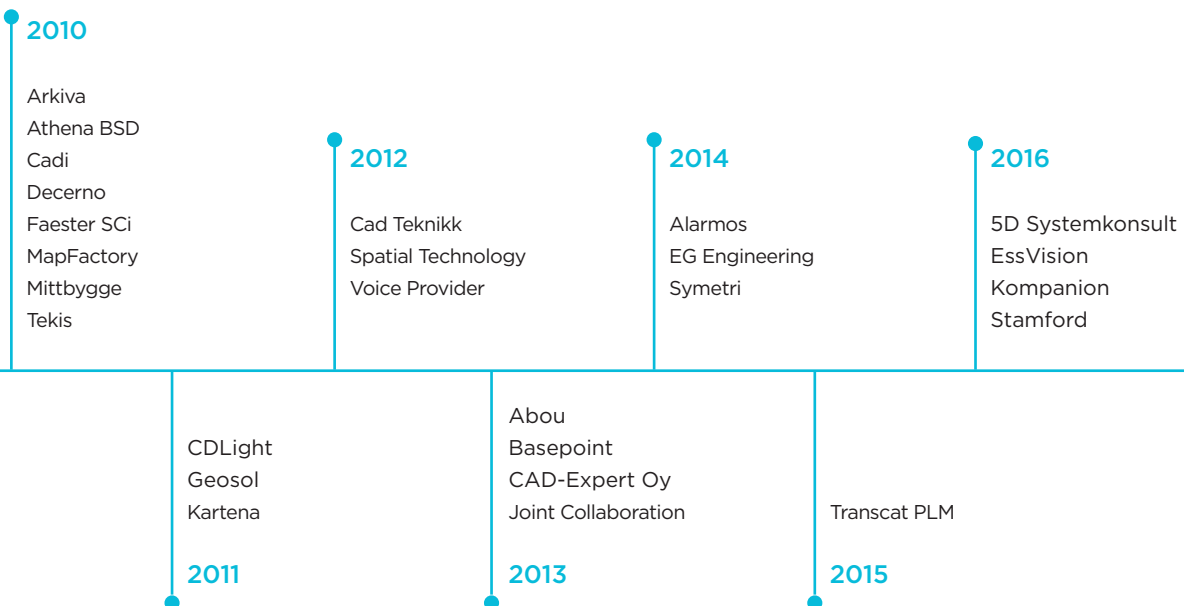 2010
Arkiva
Athena BSD
Cadi
Decerno
Faester SCi
MapFactory
Mittbygge
Tekis
CDLight
Geosol
Kartena
2011
2012
Cad Teknikk
Spatial Technology
Voice Provider
Abou
Basepoint
CAD-Expert Oy
Joint Collaboration
2013
2014
Alarmos
EG Engineering
Symetri
Transcat PLM
2015
2016
5D Systemkonsult
EssVision
Kompanion
Stamford